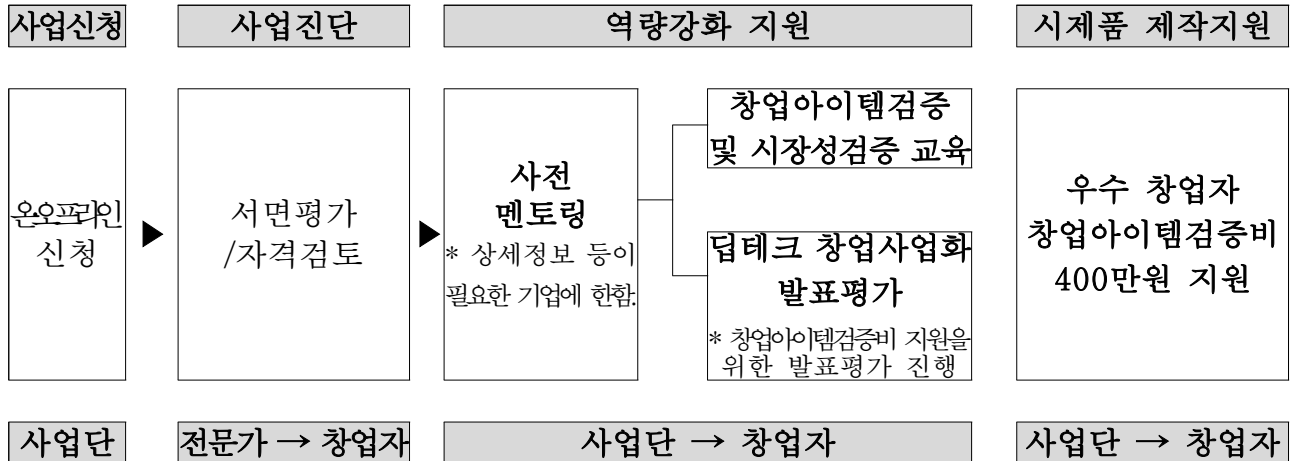 사업신청
사업진단
역량강화 지원
시제품 제작지원
온오프라인
신청
▶
서면평가
/자격검토
▶
사전
멘토링
* 상세정보 등이
필요한 기업에 한함.
창업아이템검증
및 시장성검증 교육
딥테크 창업사업화
발표평가
* 창업아이템검증비 지원을
위한 발표평가 진행
우수 창업자
창업아이템검증비
400만원 지원
사업단
전문가 → 창업자
사업단 → 창업자
사업단 → 창업자